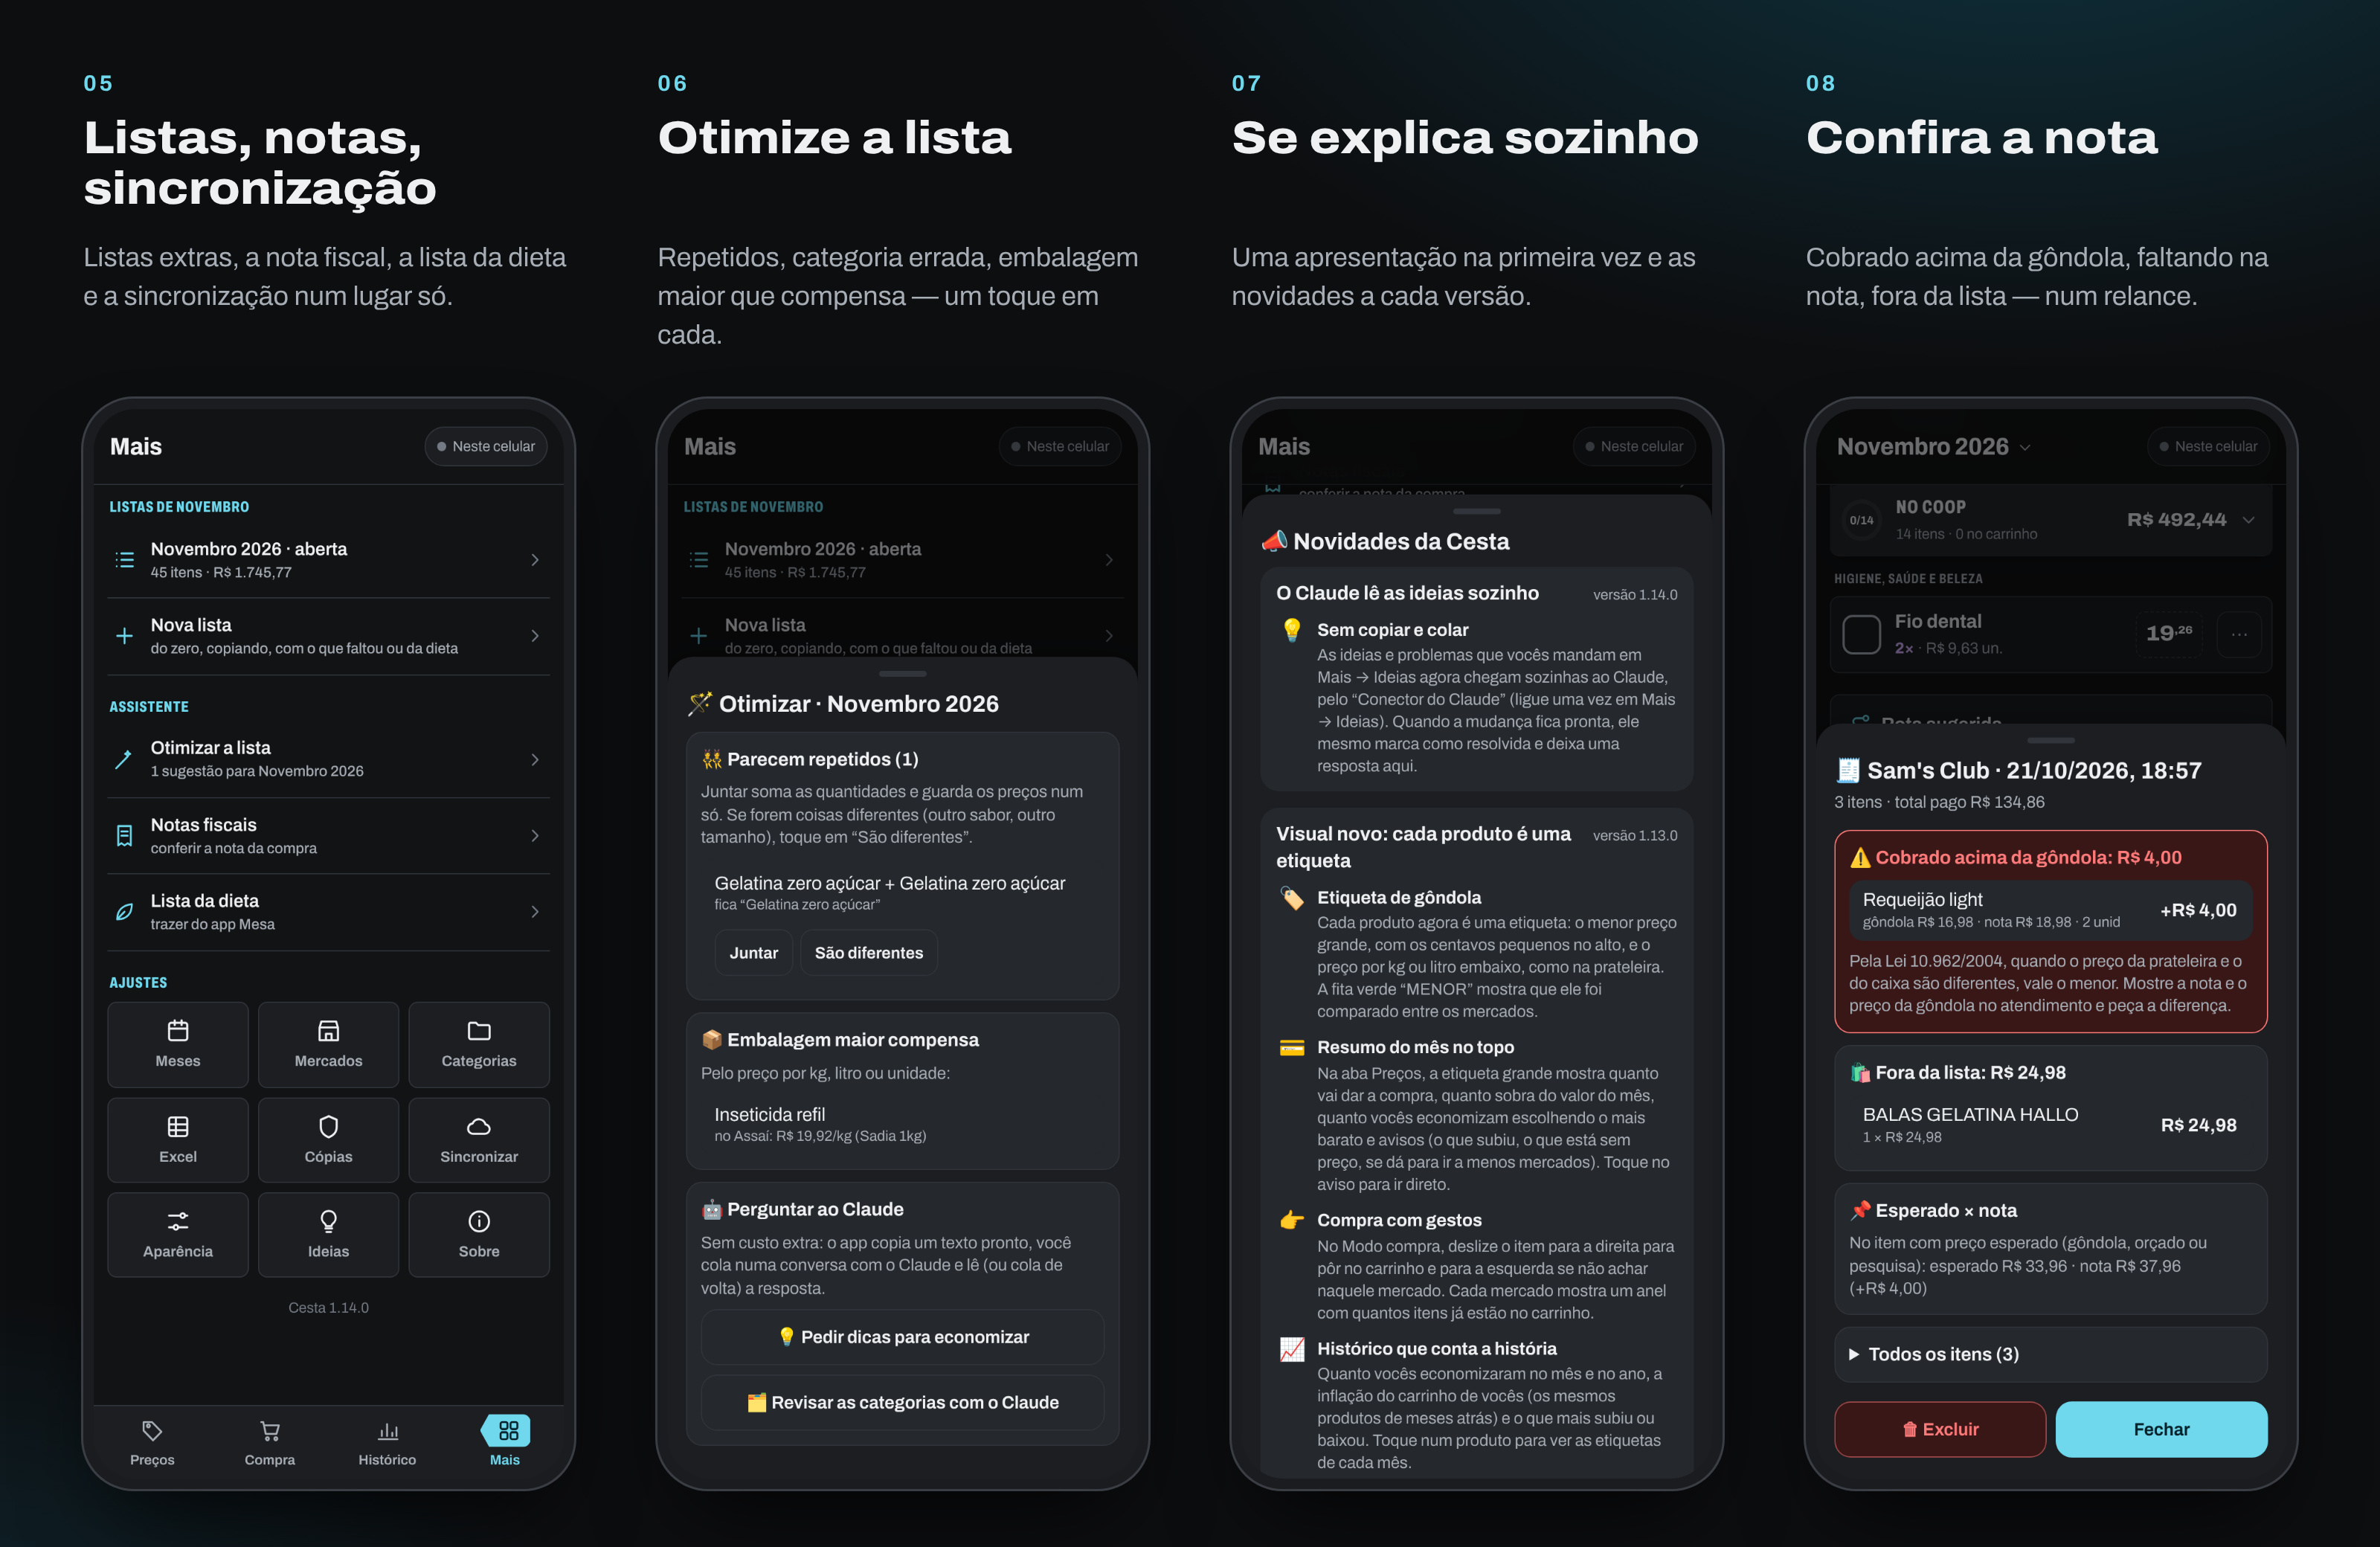 05
Listas, notas,
sincronização
Listas extras, a nota fiscal, a lista da dieta
e a sincronização num lugar só.
Mais
Neste celular
LISTAS DE NOVEMBRO
Novembro 2026 · aberta
45 itens · R$ 1.745,77
Nova lista
do zero, copiando, com o que faltou ou da dieta
ASSISTENTE
Otimizar a lista
1 sugestão para Novembro 2026
Notas fiscais
conferir a nota da compra
Lista da dieta
trazer do app Mesa
AJUSTES
Meses
Mercados
Categorias
Excel
Cópias
Sincronizar
Aparência
Ideias
Sobre
Cesta 1.14.0
Preços
Compra
Histórico
Mais
06
Otimize a lista
Repetidos, categoria errada, embalagem
maior que compensa — um toque em
cada.
Mais
Neste celular
LISTAS DE NOVEMBRO
Novembro 2026 · aberta
45 itens · R$ 1.745,77
Nova lista
do zero, copiando, com o que faltou ou da dieta
Otimizar · Novembro 2026
Parecem repetidos (1)
Juntar soma as quantidades e guarda os preços num
só. Se forem coisas diferentes (outro sabor, outro
tamanho), toque em “São diferentes”.
Gelatina zero açúcar + Gelatina zero açúcar
fica “Gelatina zero açúcar”
Juntar
São diferentes
Embalagem maior compensa
Pelo preço por kg, litro ou unidade:
Inseticida refil
no Assaí: R$ 19,92/kg (Sadia 1kg)
Perguntar ao Claude
Sem custo extra: o app copia um texto pronto, você
cola numa conversa com o Claude e lê (ou cola de
volta) a resposta.
Pedir dicas para economizar
Revisar as categorias com o Claude
07
Se explica sozinho
Uma apresentação na primeira vez e as
novidades a cada versão.
Mais
Neste celular
conferir a nota da compra
Novidades da Cesta
O Claude lê as ideias sozinho
versão 1.14.0
Sem copiar e colar
As ideias e problemas que vocês mandam em
Mais → Ideias agora chegam sozinhas ao Claude,
pelo “Conector do Claude” (ligue uma vez em Mais
→ Ideias). Quando a mudança fica pronta, ele
mesmo marca como resolvida e deixa uma
resposta aqui.
Visual novo: cada produto é uma
etiqueta
versão 1.13.0
Etiqueta de gôndola
Cada produto agora é uma etiqueta: o menor preço
grande, com os centavos pequenos no alto, e o
preço por kg ou litro embaixo, como na prateleira.
A fita verde “MENOR” mostra que ele foi
comparado entre os mercados.
Resumo do mês no topo
Na aba Preços, a etiqueta grande mostra quanto
vai dar a compra, quanto sobra do valor do mês,
quanto vocês economizam escolhendo o mais
barato e avisos (o que subiu, o que está sem
preço, se dá para ir a menos mercados). Toque no
aviso para ir direto.
Compra com gestos
No Modo compra, deslize o item para a direita para
pôr no carrinho e para a esquerda se não achar
naquele mercado. Cada mercado mostra um anel
com quantos itens já estão no carrinho.
Histórico que conta a história
Quanto vocês economizaram no mês e no ano, a
inflação do carrinho de vocês (os mesmos
produtos de meses atrás) e o que mais subiu ou
baixou. Toque num produto para ver as etiquetas
de cada mês.
08
Confira a nota
Cobrado acima da gôndola, faltando na
nota, fora da lista — num relance.
Novembro 2026
Neste celular
0/14
NO COOP
14 itens · 0 no carrinho
R$ 492,44
HIGIENE, SAÚDE E BELEZA
Fio dental
2× · R$ 9,63 un.
19,26
Rota sugerida
Sam's Club · 21/10/2026, 18:57
3 itens · total pago R$ 134,86
Cobrado acima da gôndola: R$ 4,00
Requeijão light
gôndola R$ 16,98 · nota R$ 18,98 · 2 unid
+R$ 4,00
Pela Lei 10.962/2004, quando o preço da prateleira e o
do caixa são diferentes, vale o menor. Mostre a nota e o
preço da gôndola no atendimento e peça a diferença.
Fora da lista: R$ 24,98
BALAS GELATINA HALLO
1 × R$ 24,98
R$ 24,98
Esperado × nota
No item com preço esperado (gôndola, orçado ou
pesquisa): esperado R$ 33,96 · nota R$ 37,96
(+R$ 4,00)
Todos os itens (3)
Excluir
Fechar